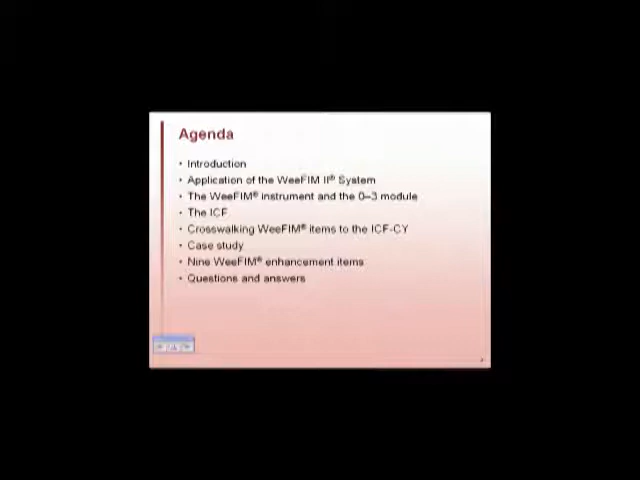 Agenda
• Introduction
• Application of the WeeFIM II® System
• The WeeFIM® instrument and the 0–3 module
• The ICF
• Crosswalking WeeFIM® items to the ICF-CY
• Case study
• Nine WeeFIM® enhancement items
• Questions and answers